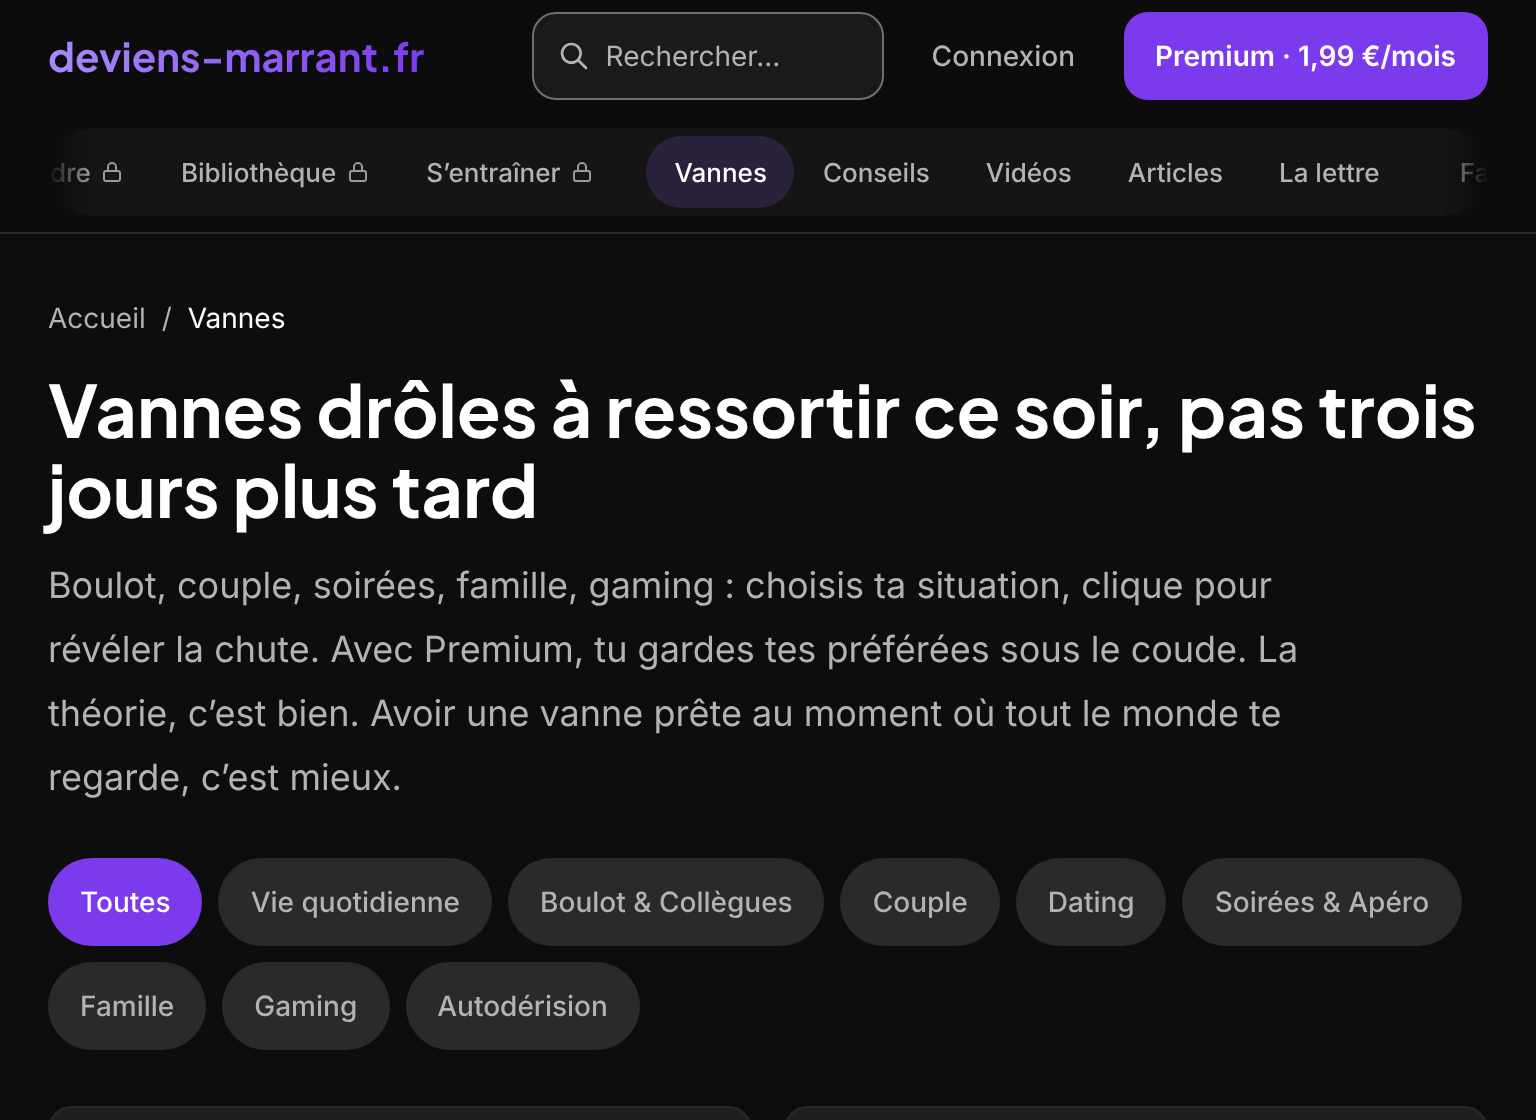 deviens-marrant.fr
Rechercher...
Connexion
Premium · 1,99 €/mois
dre
Bibliothèque
S’entraîner
Vannes
Conseils
Vidéos
Articles
La lettre
Fa
Accueil / Vannes
Vannes drôles à ressortir ce soir, pas trois
jours plus tard
Boulot, couple, soirées, famille, gaming : choisis ta situation, clique pour
révéler la chute. Avec Premium, tu gardes tes préférées sous le coude. La
théorie, c’est bien. Avoir une vanne prête au moment où tout le monde te
regarde, c’est mieux.
Toutes
Vie quotidienne
Boulot & Collègues
Couple
Dating
Soirées & Apéro
Famille
Gaming
Autodérision